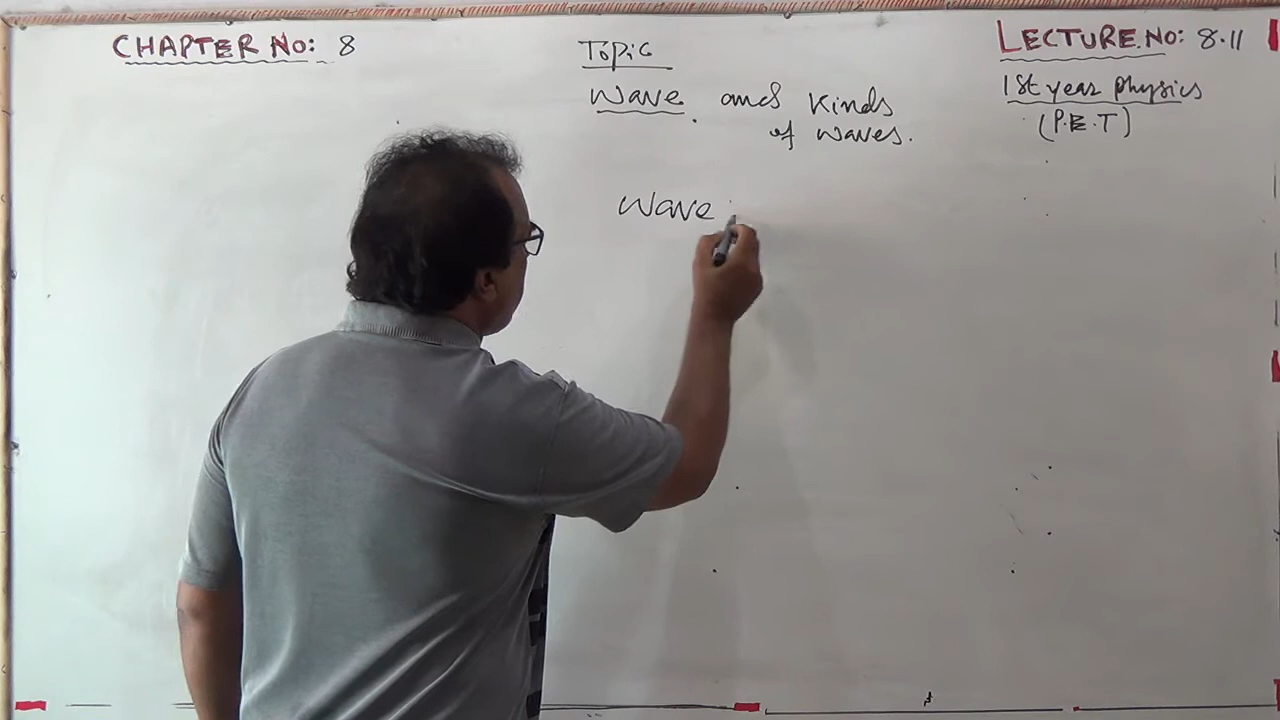 CHAPTER NO: 8
Topic
Wave and Kinds
of waves.
LECTURE.NO: 8.11
1st year physics
(P.E.T)
Wave